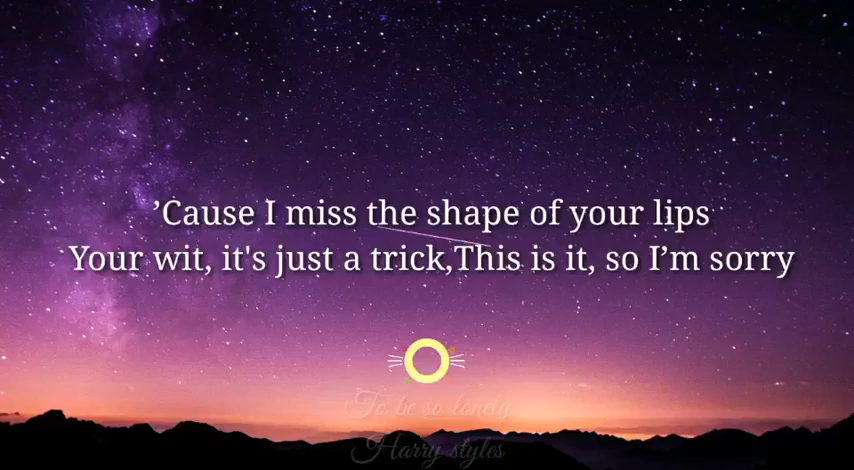 ’Cause I miss the shape of your lips
Your wit, it's just a trick,This is it, so I’m sorry
To be so lonely
Harry styles